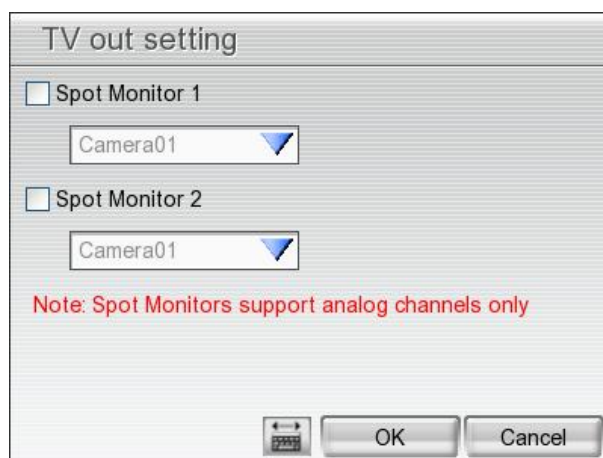 TV out setting
Spot Monitor 1
Camera01
Spot Monitor 2
Camera01
Note: Spot Monitors support analog channels only
OK Cancel